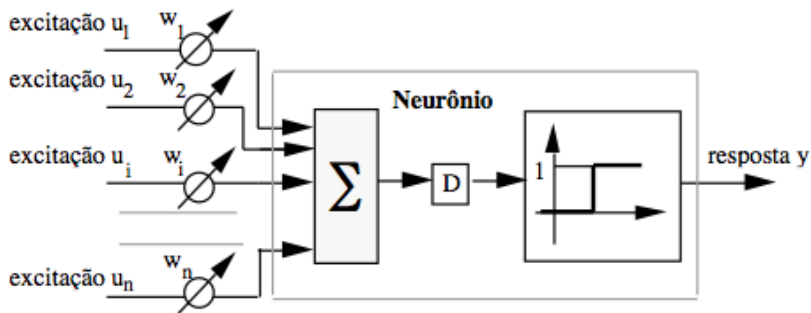 excitação u1
w1
excitação u2
w2
Neurônio
excitação ui
wi
Σ
D
1
resposta y
excitação un
wn